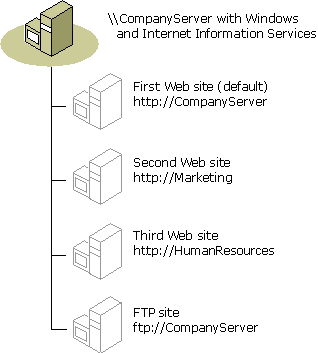 \\CompanyServer with Windows
and Internet Information Services
First Web site (default)
http://CompanyServer
Second Web site
http://Marketing
Third Web site
http://HumanResources
FTP site
ftp://CompanyServer